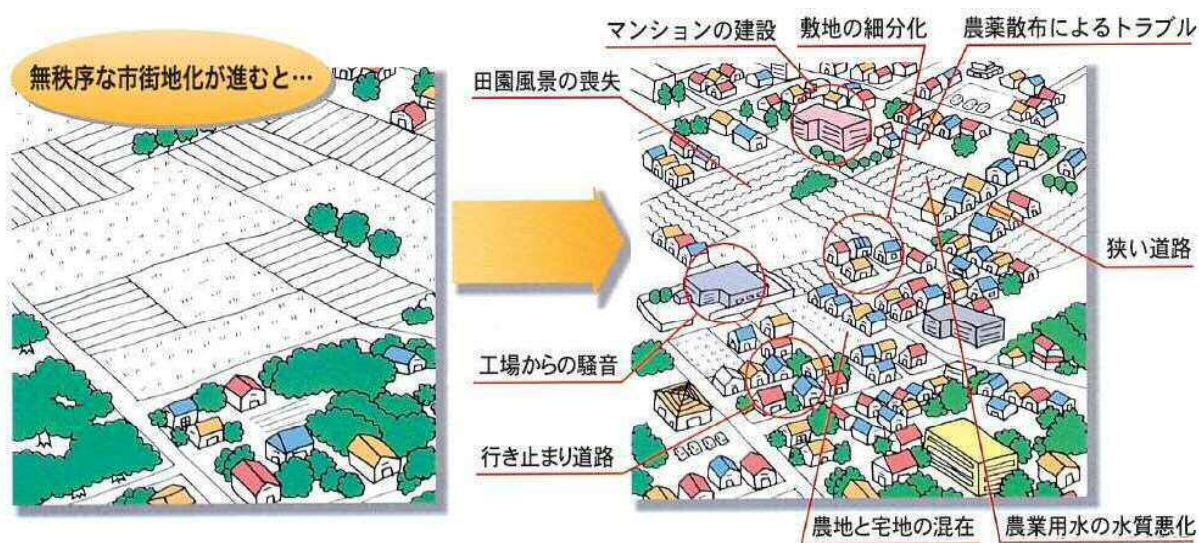 無秩序な市街地化が進むと…
マンションの建設
敷地の細分化
農薬散布によるトラブル
田園風景の喪失
狭い道路
工場からの騒音
行き止まり道路
農地と宅地の混在
農業用水の水質悪化